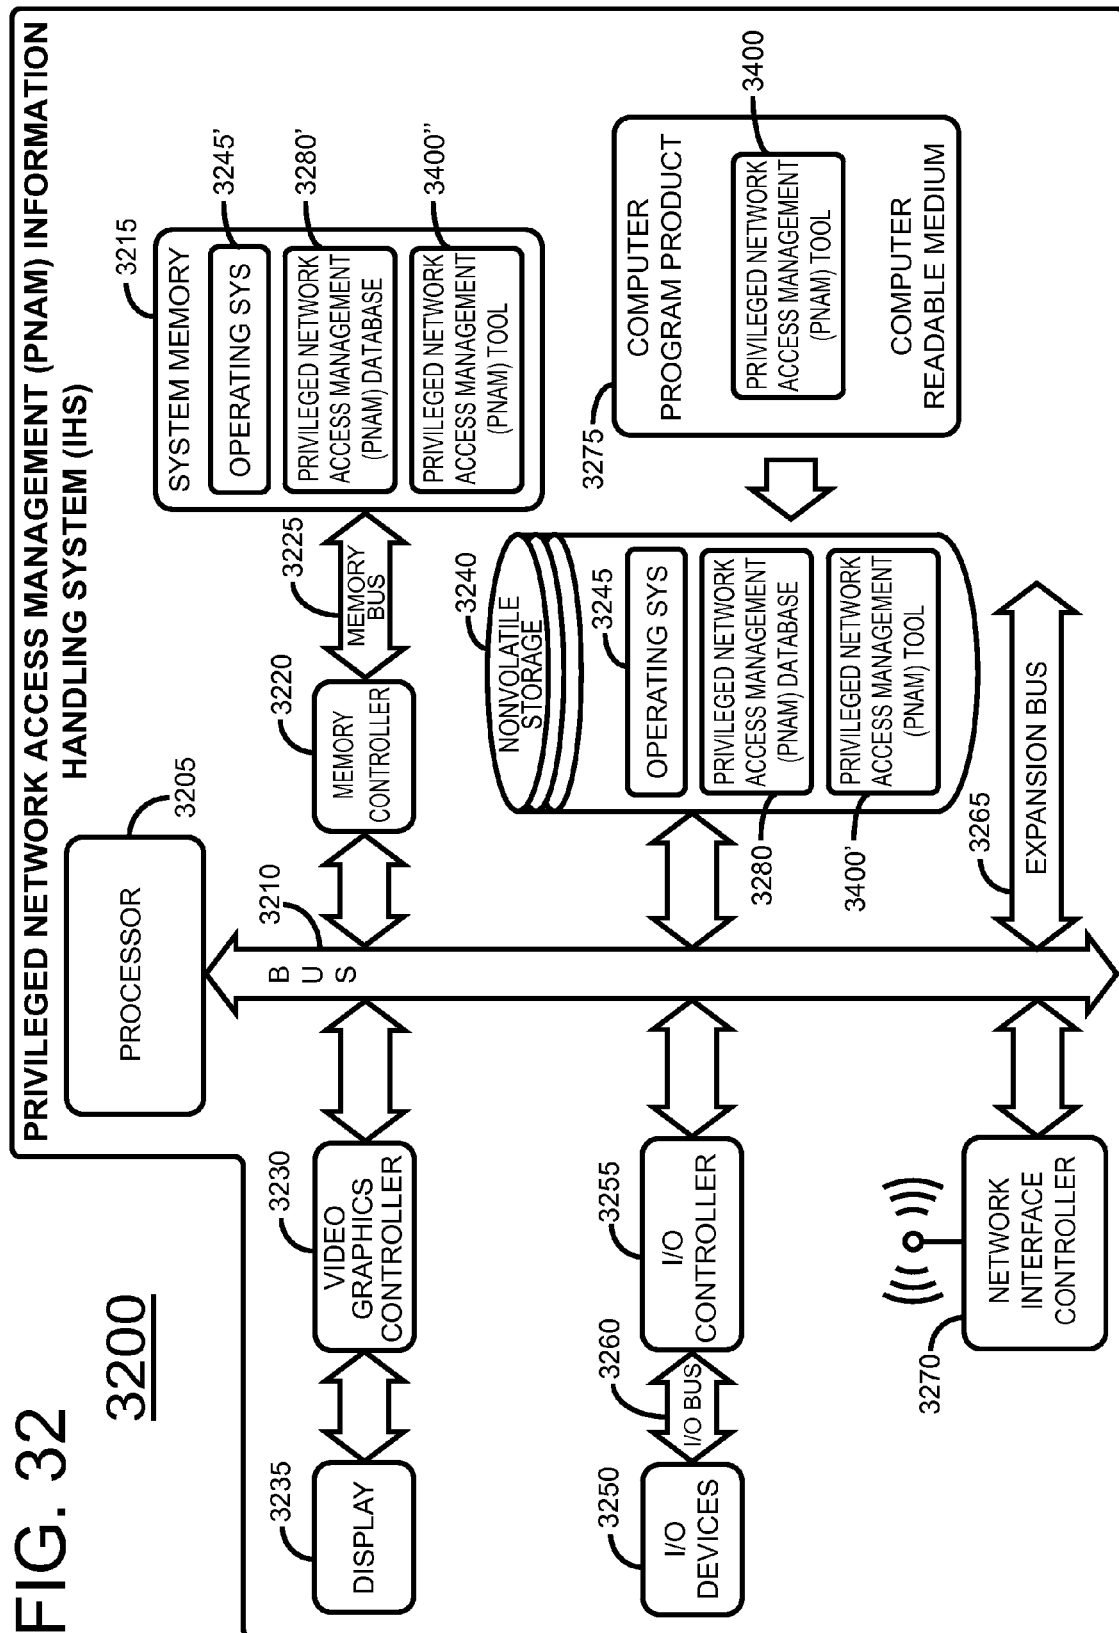 FIG. 32
3200
PRIVILEGED NETWORK ACCESS MANAGEMENT (PNAM) INFORMATION
HANDLING SYSTEM (IHS)
PROCESSOR
3205
3210
B
U
S
3235
DISPLAY
3230
VIDEO
GRAPHICS
CONTROLLER
3220
MEMORY
CONTROLLER
3225
MEMORY
BUS
3215
SYSTEM MEMORY
OPERATING SYS
3245'
PRIVILEGED NETWORK
ACCESS MANAGEMENT
(PNAM) DATABASE
3280'
PRIVILEGED NETWORK
ACCESS MANAGEMENT
(PNAM) TOOL
3400''
3250
I/O
DEVICES
3260
I/O BUS
3255
I/O
CONTROLLER
3240
NONVOLATILE
STORAGE
3245
OPERATING SYS
PRIVILEGED NETWORK
ACCESS MANAGEMENT
(PNAM) DATABASE
3280
PRIVILEGED NETWORK
ACCESS MANAGEMENT
(PNAM) TOOL
3400'
3275
COMPUTER
PROGRAM PRODUCT
PRIVILEGED NETWORK
ACCESS MANAGEMENT
(PNAM) TOOL
3400
COMPUTER
READABLE MEDIUM
3270
NETWORK
INTERFACE
CONTROLLER
3265
EXPANSION BUS